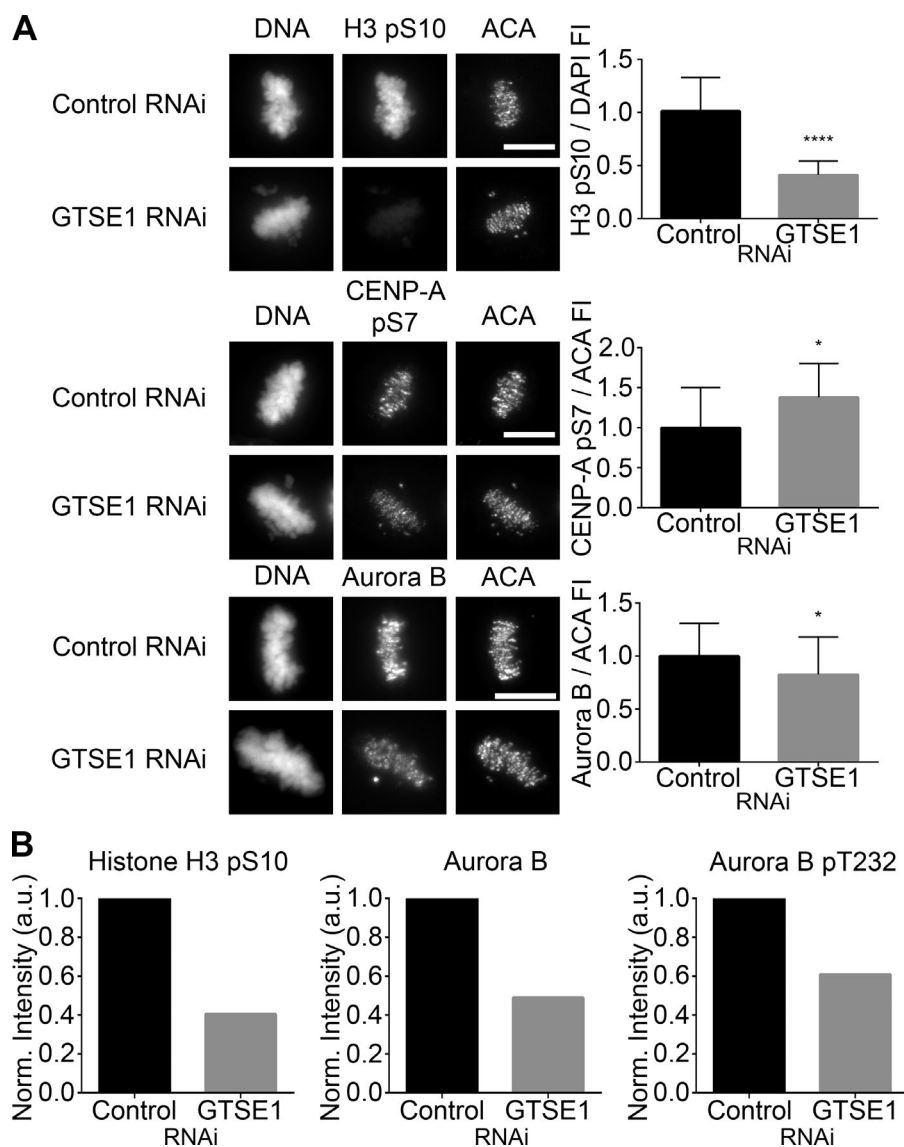 A
DNA H3 pS10 ACA
Control RNAi
GTSE1 RNAi
H3 pS10 / DAPI FI
1.5
1.0
0.5
0.0
****
Control GTSE1
RNAi
DNA CENP-A pS7 ACA
Control RNAi
GTSE1 RNAi
CENP-A pS7 / ACA FI
2.0
1.5
1.0
0.5
0.0
*
Control GTSE1
RNAi
DNA Aurora B ACA
Control RNAi
GTSE1 RNAi
Aurora B / ACA FI
1.5
1.0
0.5
0.0
*
Control GTSE1
RNAi
B
Histone H3 pS10
Norm. Intensity (a.u.)
1.0
0.8
0.6
0.4
0.2
0.0
Control GTSE1
RNAi
Aurora B
Norm. Intensity (a.u.)
1.0
0.8
0.6
0.4
0.2
0.0
Control GTSE1
RNAi
Aurora B pT232
Norm. Intensity (a.u.)
1.0
0.8
0.6
0.4
0.2
0.0
Control GTSE1
RNAi